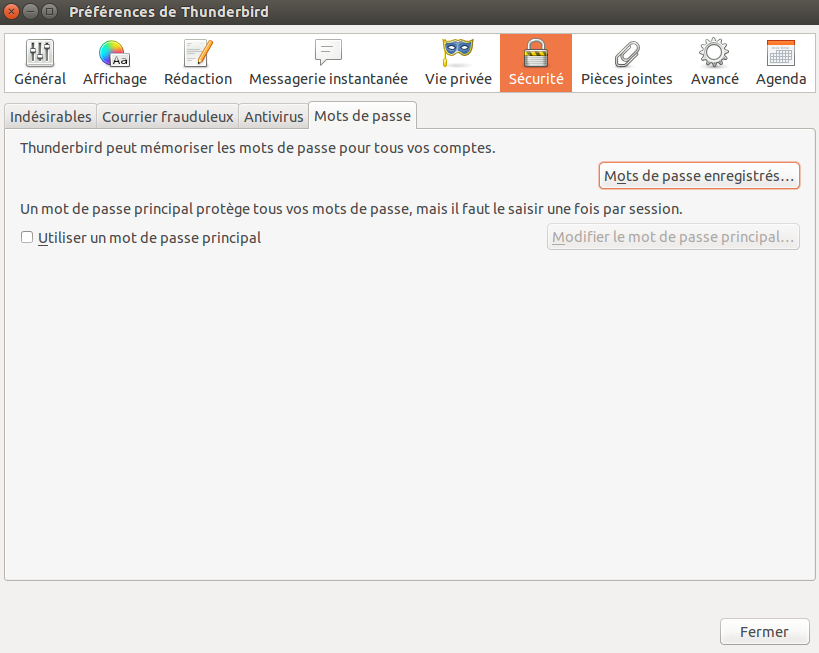 Préférences de Thunderbird
Général Affichage Rédaction Messagerie instantanée Vie privée Sécurité Pièces jointes Avancé Agenda
Indésirables Courrier frauduleux Antivirus Mots de passe
Thunderbird peut mémoriser les mots de passe pour tous vos comptes.
Mots de passe enregistrés…
Un mot de passe principal protège tous vos mots de passe, mais il faut le saisir une fois par session.
Utiliser un mot de passe principal Modifier le mot de passe principal…
Fermer